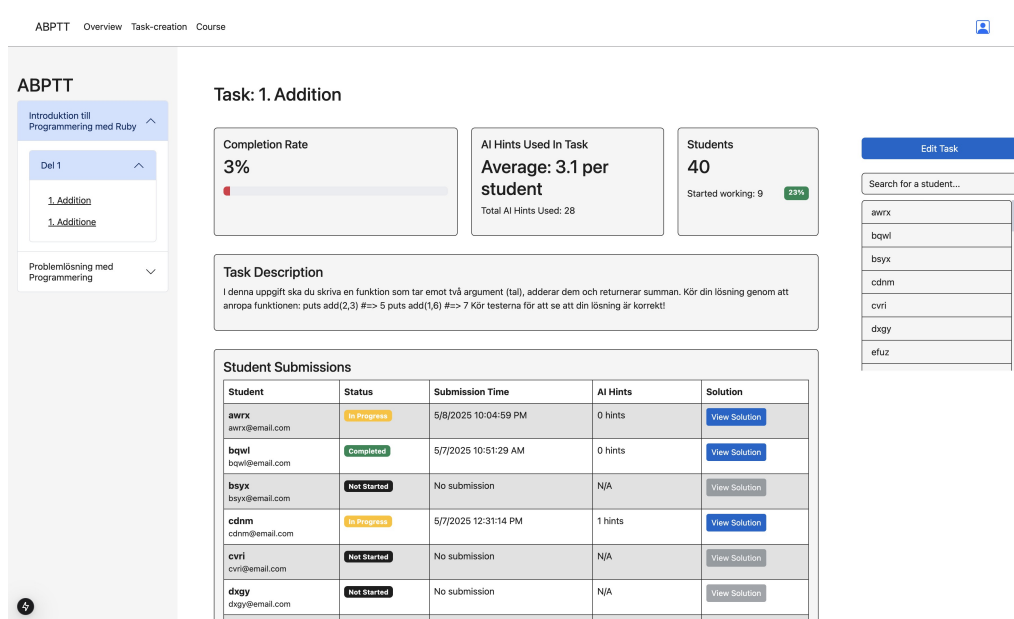 ABPTT Overview Task-creation Course
ABPTT
Introduktion till
Programmering med Ruby
Del 1
1. Addition
1. Additione
Problemlösning med
Programmering
Task: 1. Addition
Completion Rate
3%
AI Hints Used In Task
Average: 3.1 per
student
Total AI Hints Used: 28
Students
40
Started working: 9 23%
Task Description
I denna uppgift ska du skriva en funktion som tar emot två argument (tal), adderar dem och returnerar summan. Kör din lösning genom att
anropa funktionen: puts add(2,3) #=> 5 puts add(1,6) #=> 7 Kör testerna för att se att din lösning är korrekt!
Student Submissions
Student Status Submission Time AI Hints Solution
awrx In Progress 5/8/2025 10:04:59 PM 0 hints View Solution
awrx@email.com
bqwl Completed 5/7/2025 10:51:29 AM 0 hints View Solution
bqwl@email.com
bsyx Not Started No submission N/A View Solution
bsyx@email.com
cdnm In Progress 5/7/2025 12:31:14 PM 1 hints View Solution
cdnm@email.com
cvri Not Started No submission N/A View Solution
cvri@email.com
dxgy Not Started No submission N/A View Solution
dxgy@email.com
Edit Task
Search for a student...
awrx
bqwl
bsyx
cdnm
cvri
dxgy
efuz